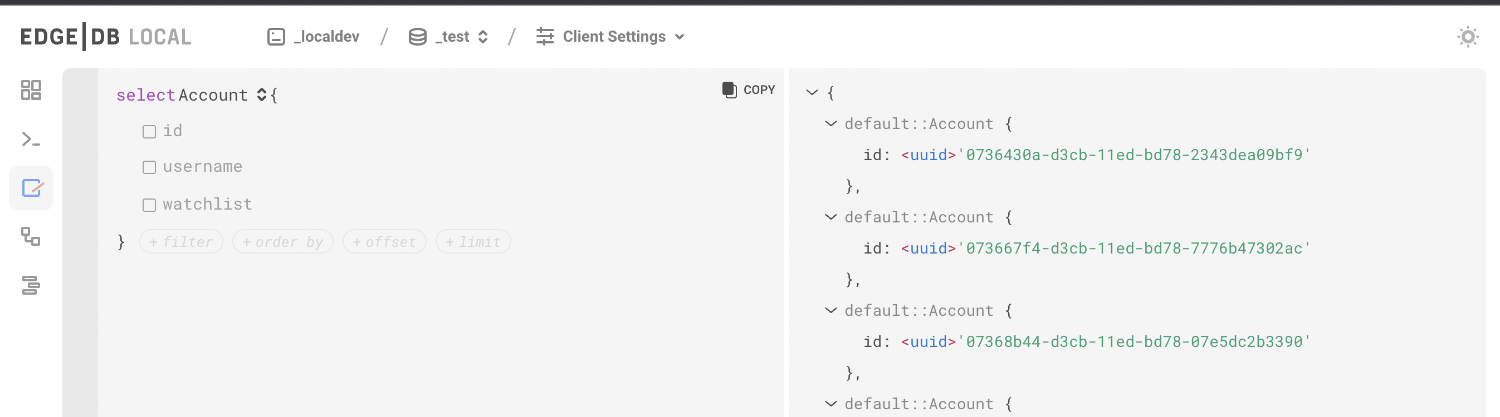 EDGE|DB LOCAL _localdev / _test / Client Settings
select Account {
id
username
watchlist
} + filter + order by + offset + limit
COPY
{
default::Account {
id: <uuid>'0736430a-d3cb-11ed-bd78-2343dea09bf9'
},
default::Account {
id: <uuid>'073667f4-d3cb-11ed-bd78-7776b47302ac'
},
default::Account {
id: <uuid>'07368b44-d3cb-11ed-bd78-07e5dc2b3390'
},
default::Account {